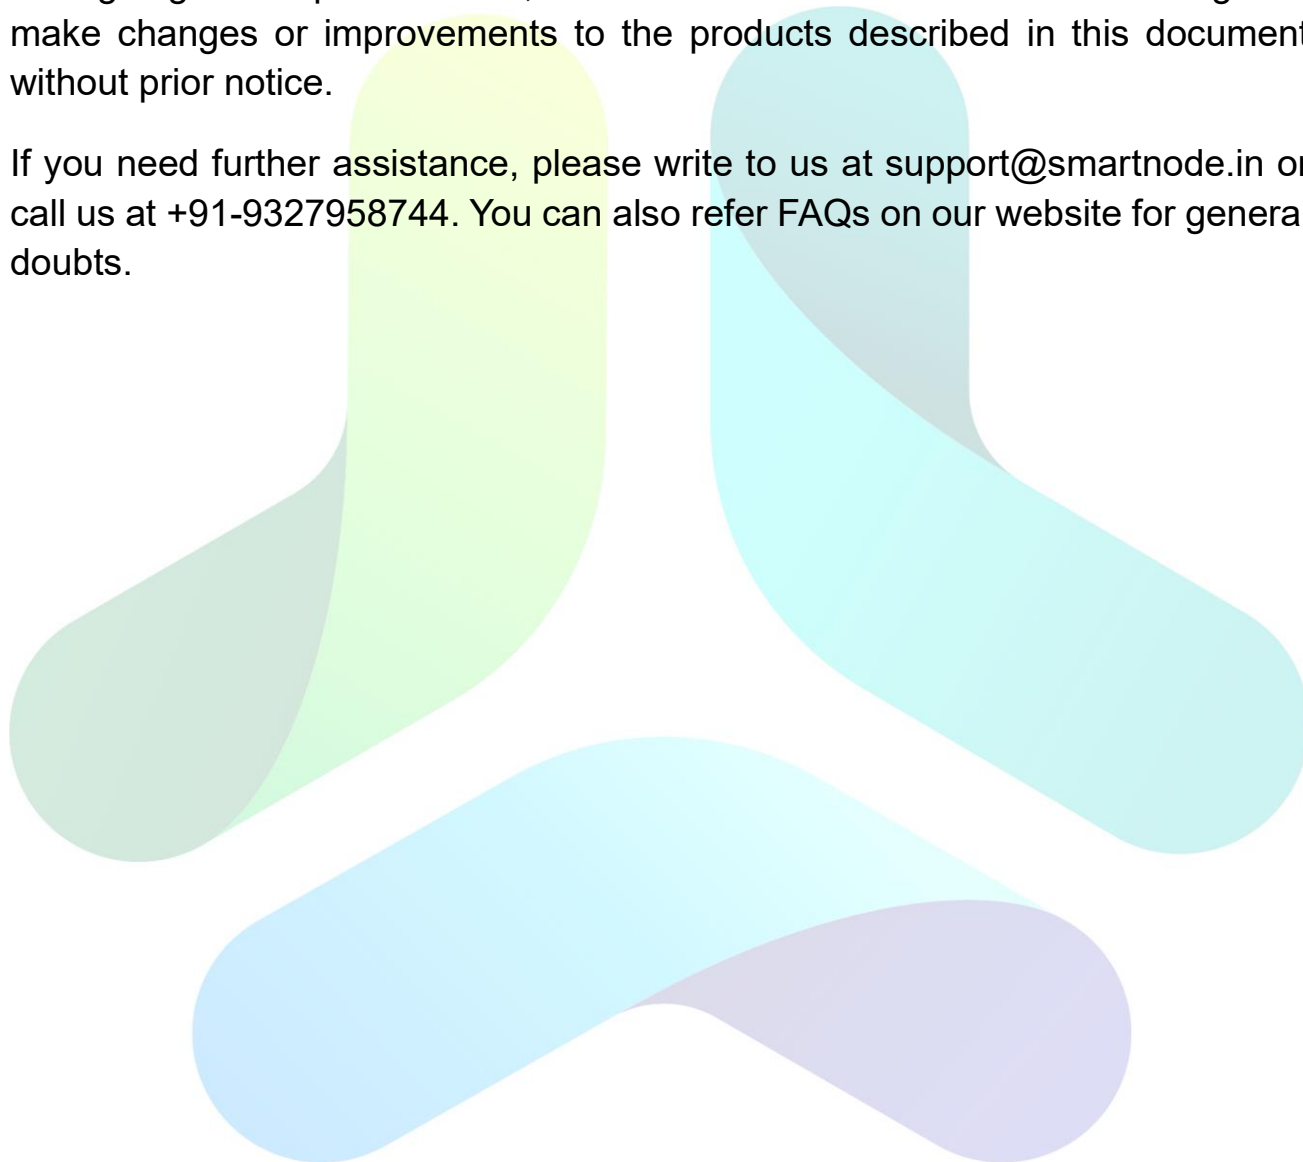 make changes or improvements to the products described in this document
without prior notice.
If you need further assistance, please write to us at support@smartnode.in or
call us at +91-9327958744. You can also refer FAQs on our website for genera
doubts.